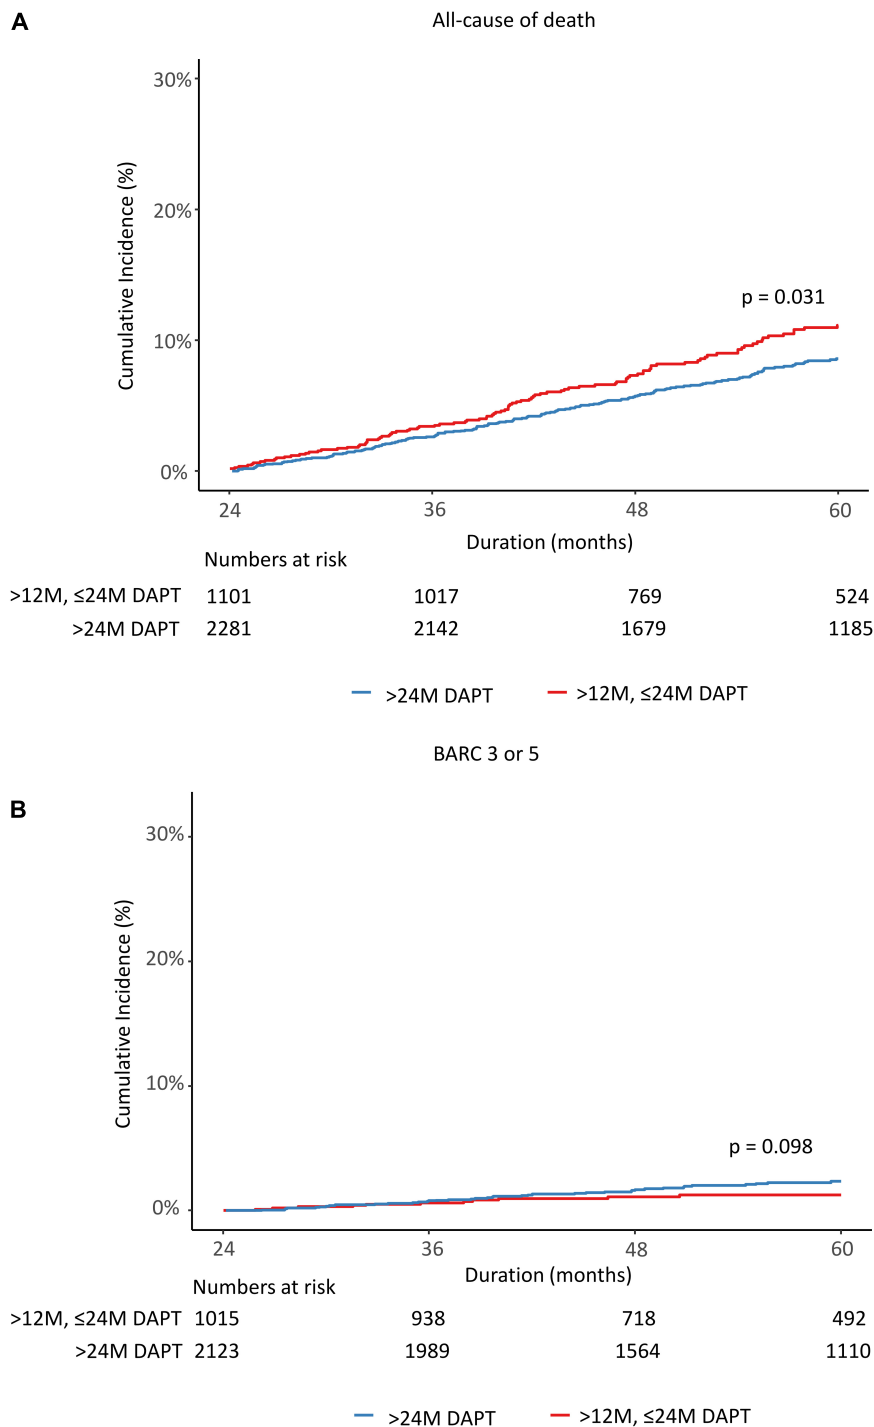 A
All-cause of death
30%
20%
10%
0%
Cumulative Incidence (%)
p = 0.031
24 36 48 60
Duration (months)
Numbers at risk
>12M, ≤24M DAPT 1101 1017 769 524
>24M DAPT 2281 2142 1679 1185
>24M DAPT >12M, ≤24M DAPT
BARC 3 or 5
B
30%
20%
10%
0%
Cumulative Incidence (%)
p = 0.098
24 36 48 60
Duration (months)
Numbers at risk
>12M, ≤24M DAPT 1015 938 718 492
>24M DAPT 2123 1989 1564 1110
>24M DAPT >12M, ≤24M DAPT